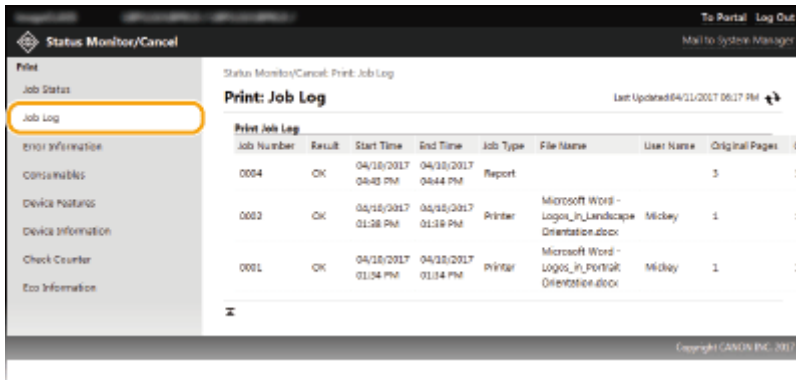 To Portal Log Out
Status Monitor/Cancel
Mail to System Manager
Print
Status Monitor/Cancel: Print: Job Log
Job Status
Print: Job Log
Last Updated:04/11/2017 06:17 PM
Job Log
Print Job Log
Job Number Result Start Time End Time Job Type File Name User Name Original Pages
Error Information
0004 OK 04/10/2017 04:43 PM 04/10/2017 04:44 PM Report 3
Consumables
Device Features
0002 OK 04/10/2017 01:38 PM 04/10/2017 01:39 PM Printer Microsoft Word - Logos_in_Landscape Orientation.docx Mickey 1
Device Information
Check Counter
0001 OK 04/10/2017 01:34 PM 04/10/2017 01:34 PM Printer Microsoft Word - Logos_in_Portrait Orientation.docx Mickey 1
Eco Information
Copyright CANON INC. 2017